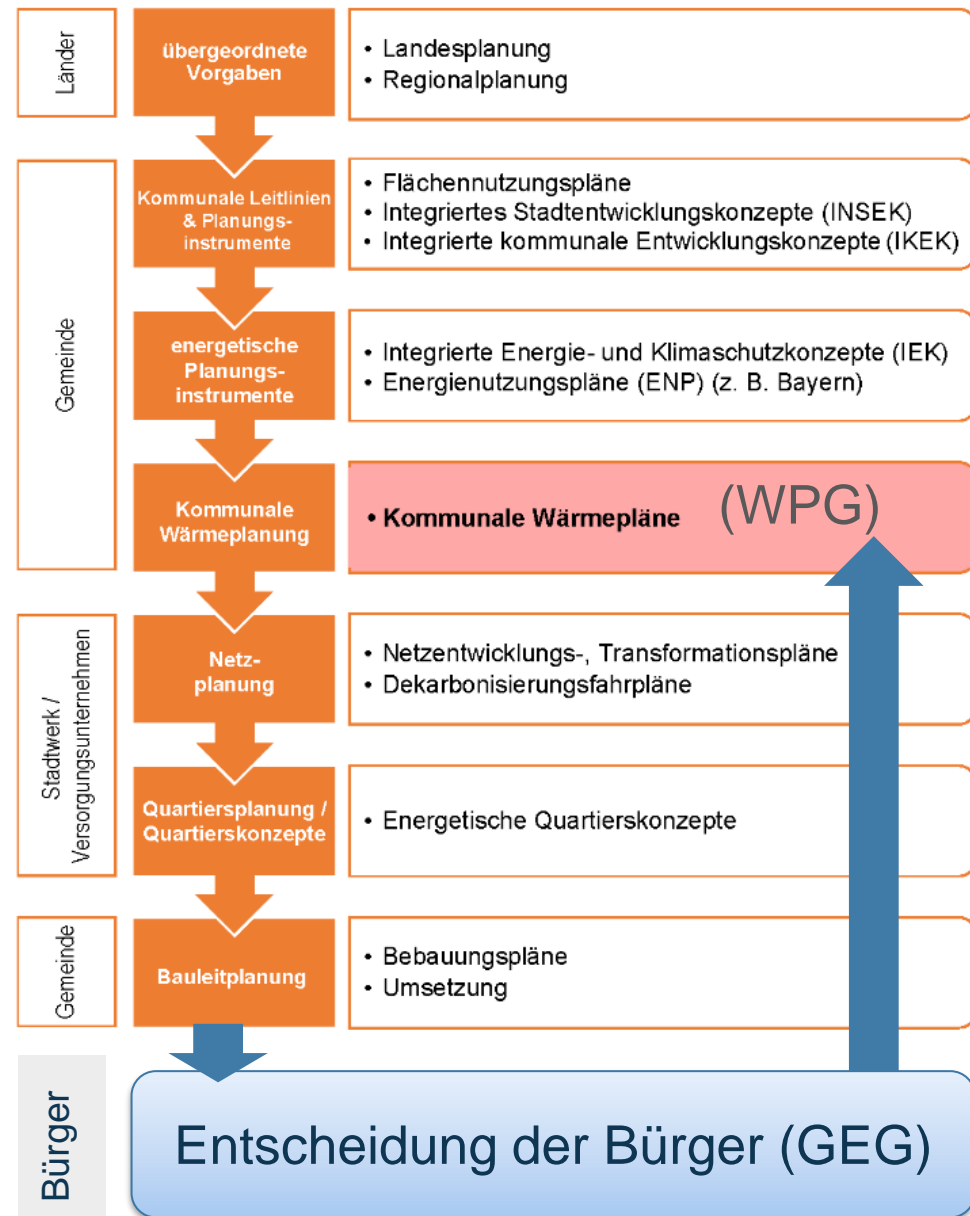 Länder
übergeordnete
Vorgaben
• Landesplanung
• Regionalplanung
Gemeinde
Kommunale Leitlinien
& Planungs-
instrumente
• Flächennutzungspläne
• Integriertes Stadtentwicklungskonzepte (INSEK)
• Integrierte kommunale Entwicklungskonzepte (IKEK)
energetische
Planungs-
instrumente
• Integrierte Energie- und Klimaschutzkonzepte (IEK)
• Energienutzungspläne (ENP) (z. B. Bayern)
Kommunale
Wärmeplanung
• Kommunale Wärmepläne (WPG)
Stadtwerk /
Versorgungsunternehmen
Netz-
planung
• Netzentwicklungs-, Transformationspläne
• Dekarbonisierungsfahrpläne
Quartiersplanung /
Quartierskonzepte
• Energetische Quartierskonzepte
Gemeinde
Bauleitplanung
• Bebauungspläne
• Umsetzung
Bürger
Entscheidung der Bürger (GEG)